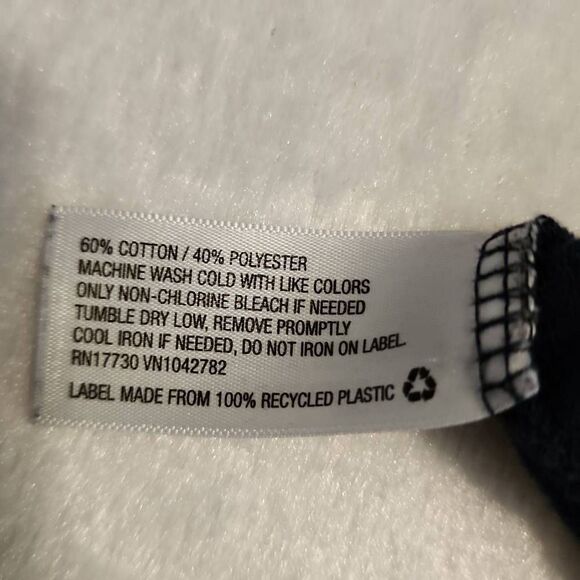 60% COTTON / 40% POLYESTER
MACHINE WASH COLD WITH LIKE COLORS
ONLY NON-CHLORINE BLEACH IF NEEDED
TUMBLE DRY LOW, REMOVE PROMPTLY
COOL IRON IF NEEDED, DO NOT IRON ON LABEL.
RN17730 VN1042782
LABEL MADE FROM 100% RECYCLED PLASTIC